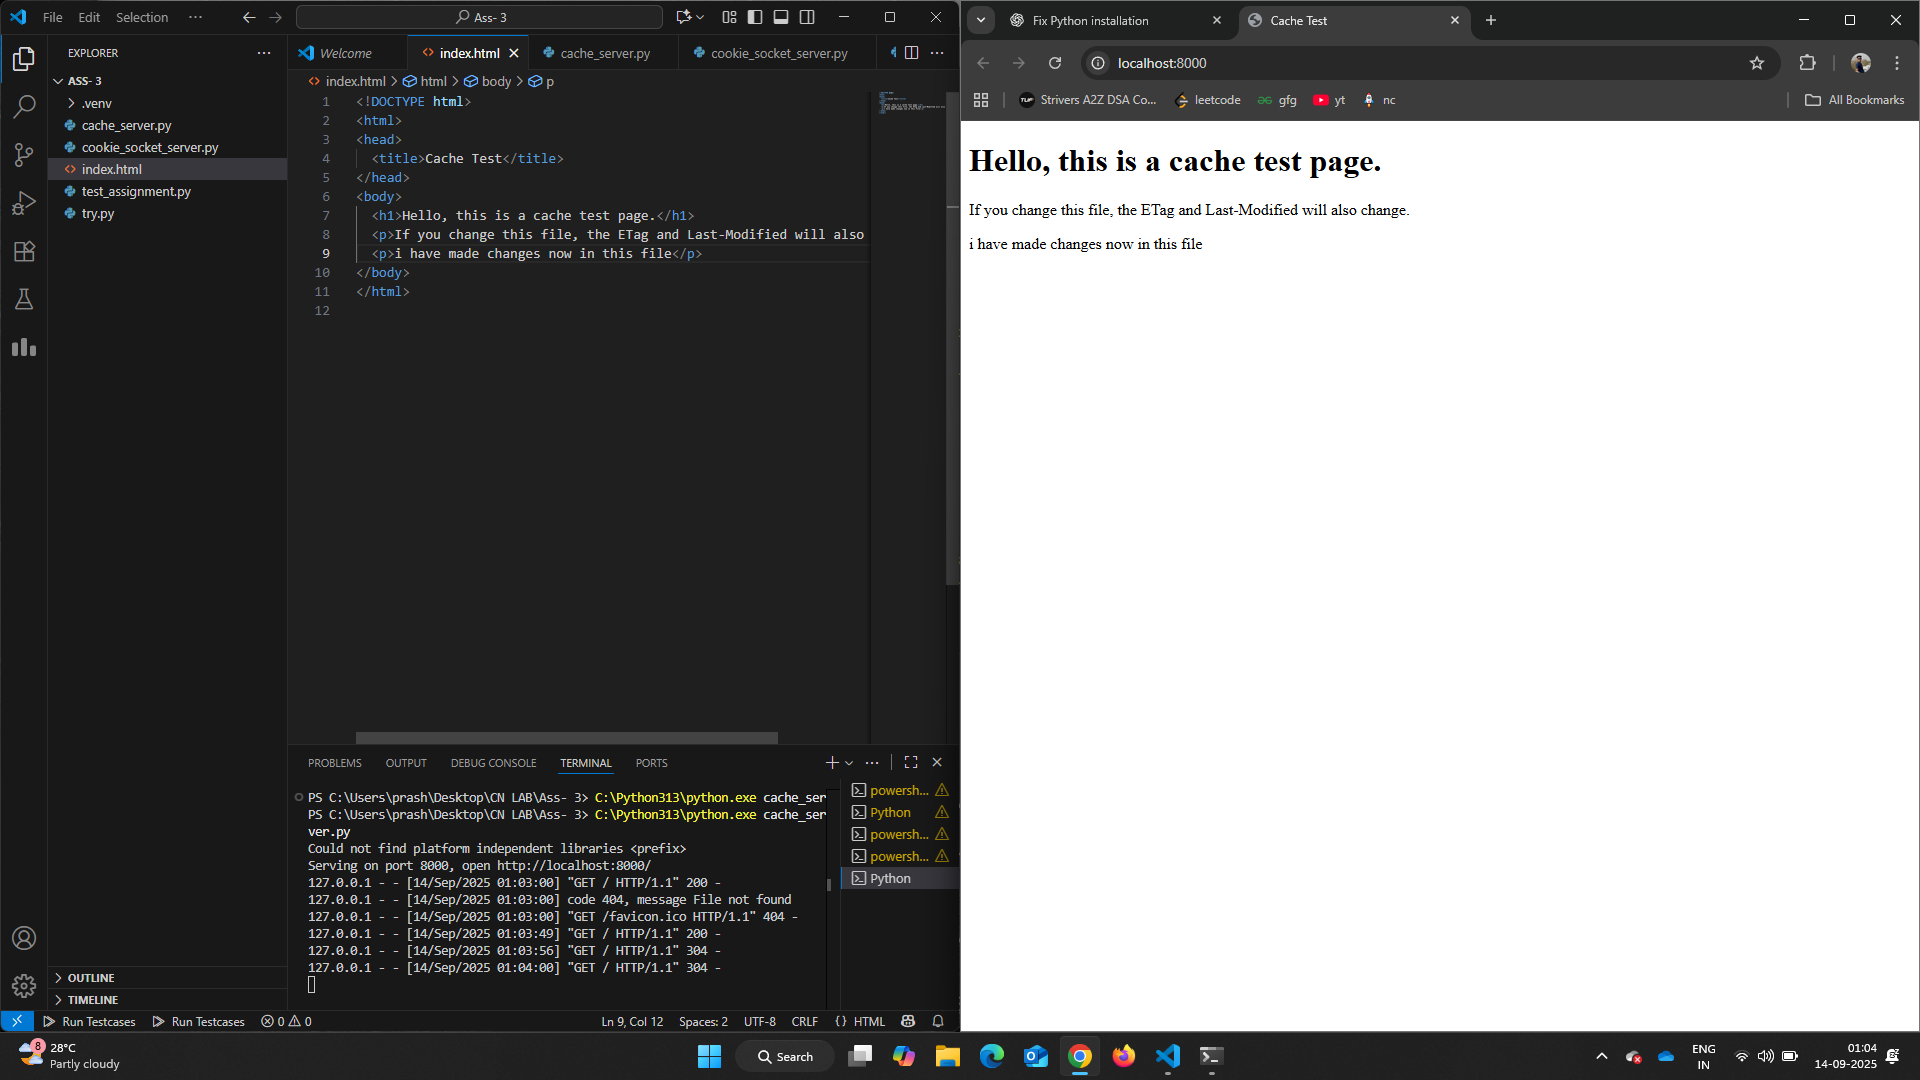 File Edit Selection ··· Ass- 3
EXPLORER
ASS- 3
.venv
cache_server.py
cookie_socket_server.py
index.html
test_assignment.py
try.py
OUTLINE
TIMELINE
Welcome index.html cache_server.py cookie_socket_server.py
index.html > html > body > p
1 <!DOCTYPE html>
2 <html>
3 <head>
4 <title>Cache Test</title>
5 </head>
6 <body>
7 <h1>Hello, this is a cache test page.</h1>
8 <p>If you change this file, the ETag and Last-Modified will also
9 <p>i have made changes now in this file</p>
10 </body>
11 </html>
12
PROBLEMS OUTPUT DEBUG CONSOLE TERMINAL PORTS
PS C:\Users\prash\Desktop\CN LAB\Ass- 3> C:\Python313\python.exe cache_ser
PS C:\Users\prash\Desktop\CN LAB\Ass- 3> C:\Python313\python.exe cache_ser
ver.py
Could not find platform independent libraries <prefix>
Serving on port 8000, open http://localhost:8000/
127.0.0.1 - - [14/Sep/2025 01:03:00] "GET / HTTP/1.1" 200 -
127.0.0.1 - - [14/Sep/2025 01:03:00] code 404, message File not found
127.0.0.1 - - [14/Sep/2025 01:03:00] "GET /favicon.ico HTTP/1.1" 404 -
127.0.0.1 - - [14/Sep/2025 01:03:49] "GET / HTTP/1.1" 200 -
127.0.0.1 - - [14/Sep/2025 01:03:56] "GET / HTTP/1.1" 304 -
127.0.0.1 - - [14/Sep/2025 01:04:00] "GET / HTTP/1.1" 304 -
powersh...
Python
powersh...
powersh...
Python
Run Testcases Run Testcases 0 0 Ln 9, Col 12 Spaces: 2 UTF-8 CRLF {} HTML
Fix Python installation Cache Test
localhost:8000
Strivers A2Z DSA Co... leetcode gfg yt nc All Bookmarks
Hello, this is a cache test page.
If you change this file, the ETag and Last-Modified will also change.
i have made changes now in this file
8
28°C
Partly cloudy
Search
ENG
IN
01:04
14-09-2025